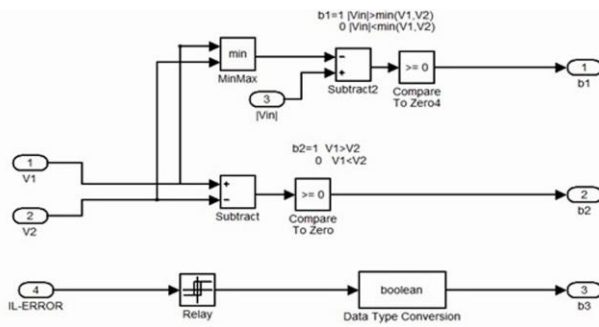 b1=1 |Vin|>min(V1,V2)
0 |Vin|<min(V1,V2)
min
MinMax
3
|Vin|
−
+
Subtract2
>= 0
Compare
To Zero4
1
b1
b2=1 V1>V2
0 V1<V2
1
V1
2
V2
+
−
Subtract
>= 0
Compare
To Zero
2
b2
4
IL-ERROR
Relay
boolean
Data Type Conversion
3
b3